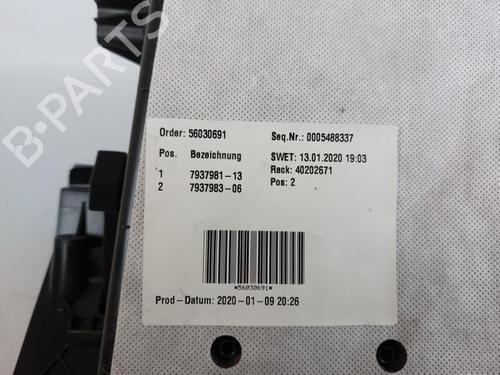 B-PARTS
Order: 56030691 Seq.Nr.: 0005488337
Pos. Bezeichnung SWET: 13.01.2020 19:03
Rack: 40202671
1 7937981-13 Pos: 2
2 7937983-06
*56030691*
Prod-Datum: 2020-01-09 20:26